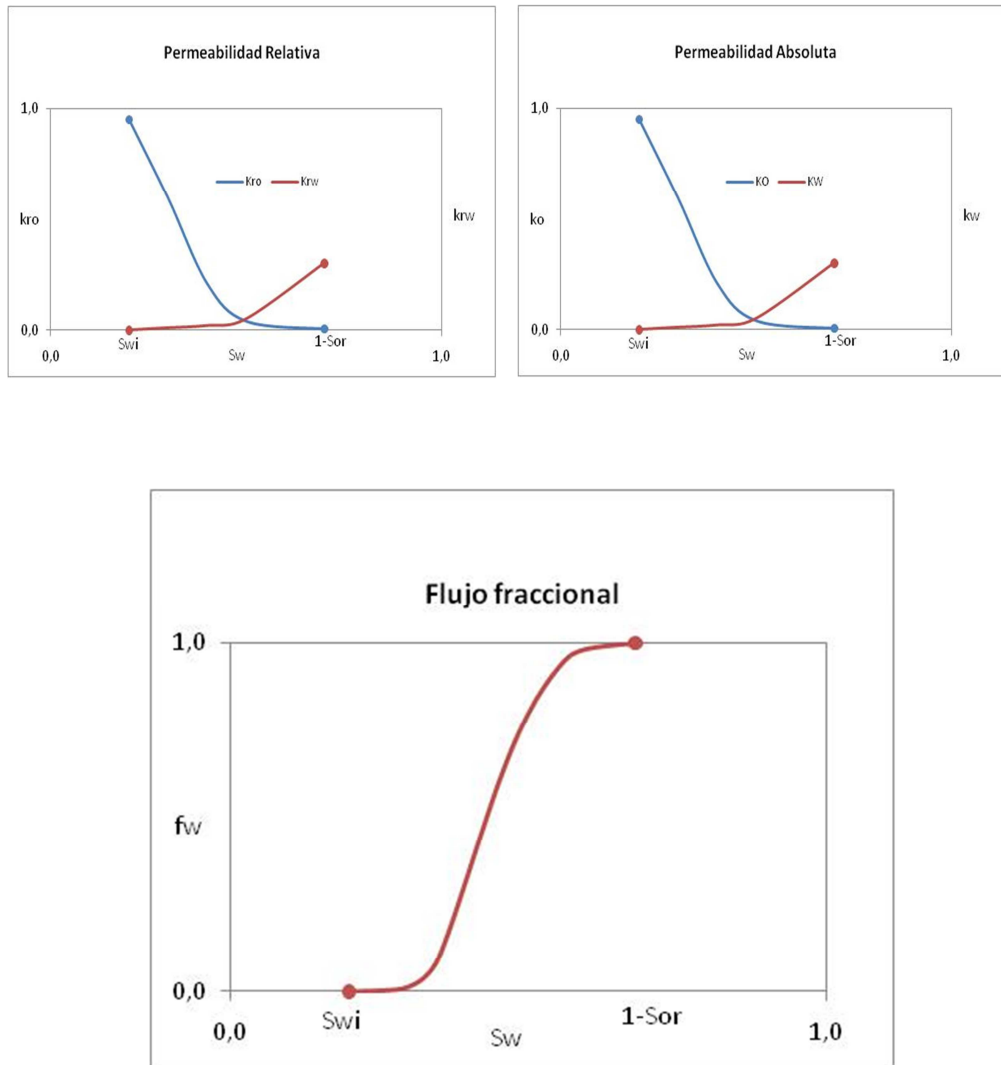 Permeabilidad Relativa
1,0
Kro Krw
kro
krw
0,0
Swi
1-Sor
0,0
Sw
1,0
Permeabilidad Absoluta
1,0
KO KW
ko
kw
0,0
Swi
1-Sor
0,0
Sw
1,0
Flujo fraccional
1,0
fw
0,0
Swi
1-Sor
0,0
Sw
1,0